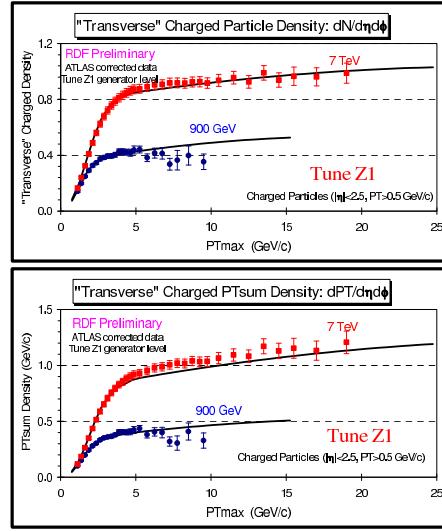 "Transverse" Charged Particle Density: dN/dηdϕ
1.2
RDF Preliminary
ATLAS corrected data
Tune Z1 generator level
7 TeV
0.8
"Transverse" Charged Density
900 GeV
0.4
Tune Z1
Charged Particles (|η|<2.5, PT>0.5 GeV/c)
0.0
0 5 10 15 20 25
PTmax (GeV/c)
"Transverse" Charged PTsum Density: dPT/dηdϕ
1.5
RDF Preliminary
ATLAS corrected data
Tune Z1 generator level
7 TeV
1.0
PTsum Density (GeV/c)
900 GeV
0.5
Tune Z1
Charged Particles (|η|<2.5, PT>0.5 GeV/c)
0.0
0 5 10 15 20 25
PTmax (GeV/c)